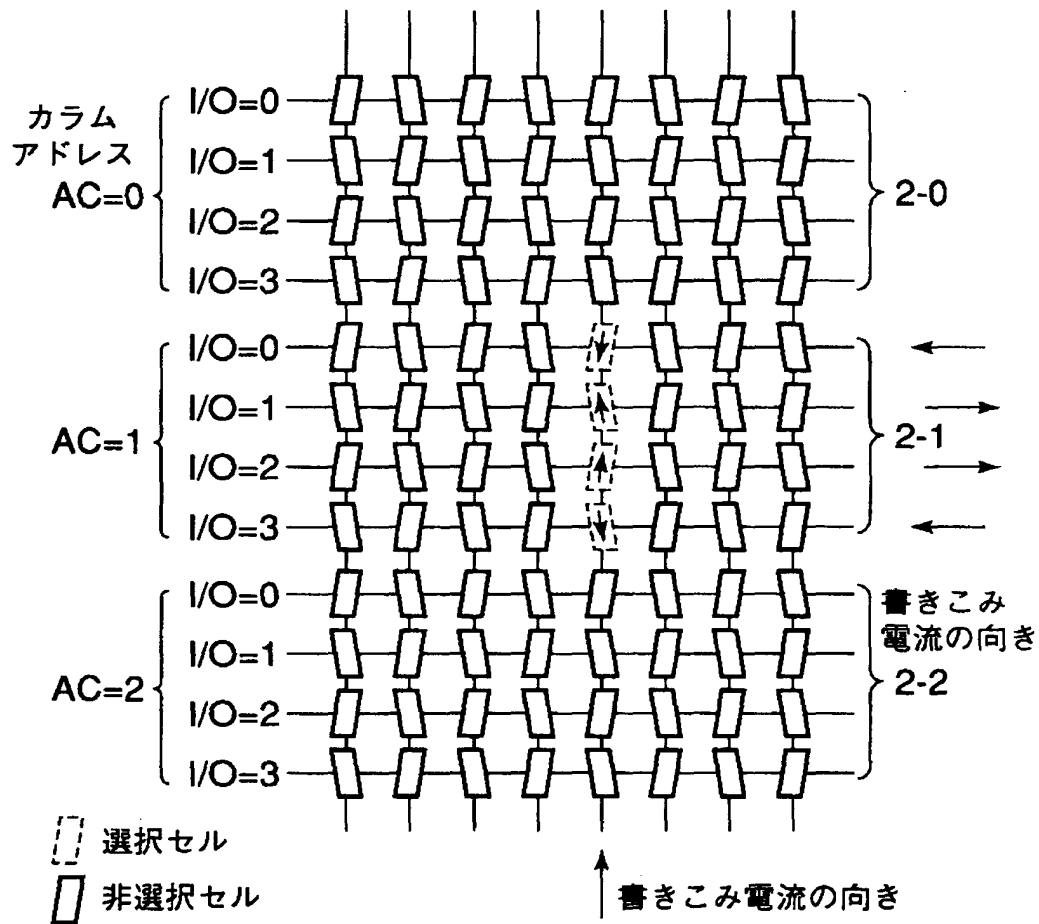 カラム
アドレス
AC=0
I/O=0
I/O=1
I/O=2
I/O=3
2-0
AC=1
I/O=0
I/O=1
I/O=2
I/O=3
2-1
AC=2
I/O=0
I/O=1
I/O=2
I/O=3
書きこみ
電流の向き
2-2
選択セル
非選択セル
書きこみ電流の向き